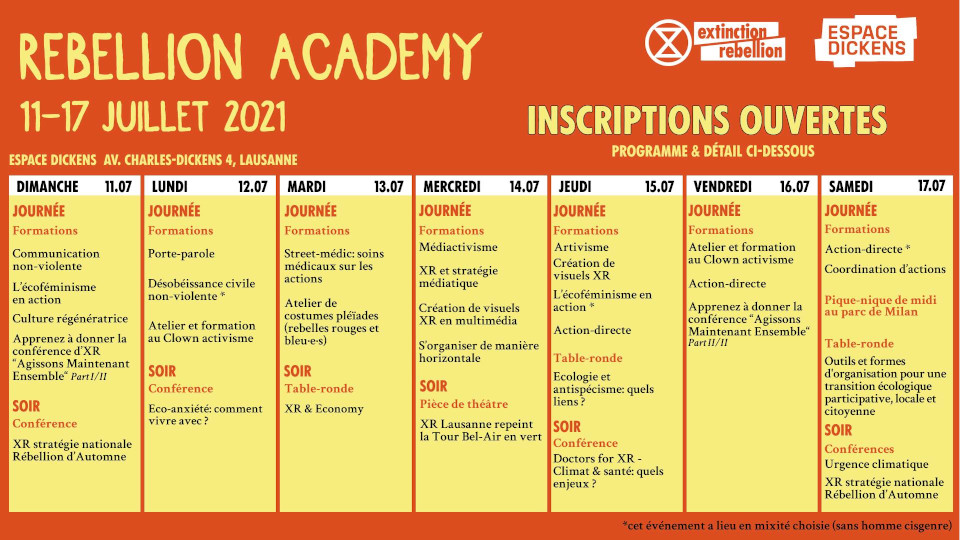 REBELLION ACADEMY
11–17 JUILLET 2021
extinction
rebellion
ESPACE
DICKENS
INSCRIPTIONS OUVERTES
PROGRAMME & DÉTAIL CI-DESSOUS
ESPACE DICKENS AV. CHARLES-DICKENS 4, LAUSANNE
DIMANCHE 11.07
JOURNÉE
Formations
Communication
non-violente
L'écoféminisme
en action
Culture régénératrice
Apprenez à donner la
conférence d'XR
"Agissons Maintenant
Ensemble" Part I/II
SOIR
Conférence
XR stratégie nationale
Rébellion d'Automne
LUNDI 12.07
JOURNÉE
Formations
Porte-parole
Désobéissance civile
non-violente *
Atelier et formation
au Clown activisme
SOIR
Conférence
Eco-anxiété: comment
vivre avec ?
MARDI 13.07
JOURNÉE
Formations
Street-médic: soins
médicaux sur les
actions
Atelier de
costumes pléïades
(rebelles rouges et
bleu·e·s)
SOIR
Table-ronde
XR & Economy
MERCREDI 14.07
JOURNÉE
Formations
Médiactivisme
XR et stratégie
médiatique
Création de visuels
XR en multimédia
S'organiser de manière
horizontale
SOIR
Pièce de théâtre
XR Lausanne repeint
la Tour Bel-Air en vert
JEUDI 15.07
JOURNÉE
Formations
Artivisme
Création de
visuels XR
L'écoféminisme en
action *
Action-directe
Table-ronde
Ecologie et
antispécisme: quels
liens ?
SOIR
Conférence
Doctors for XR -
Climat & santé: quels
enjeux ?
VENDREDI 16.07
JOURNÉE
Formations
Atelier et formation
au Clown activisme
Action-directe
Apprenez à donner la
conférence "Agissons
Maintenant Ensemble"
Part II/II
SAMEDI 17.07
JOURNÉE
Formations
Action-directe *
Coordination d'actions
Pique-nique de midi
au parc de Milan
Table-ronde
Outils et formes
d'organisation pour une
transition écologique
participative, locale et
citoyenne
SOIR
Conférences
Urgence climatique
XR stratégie nationale
Rébellion d'Automne
*cet événement a lieu en mixité choisie (sans homme cisgenre)